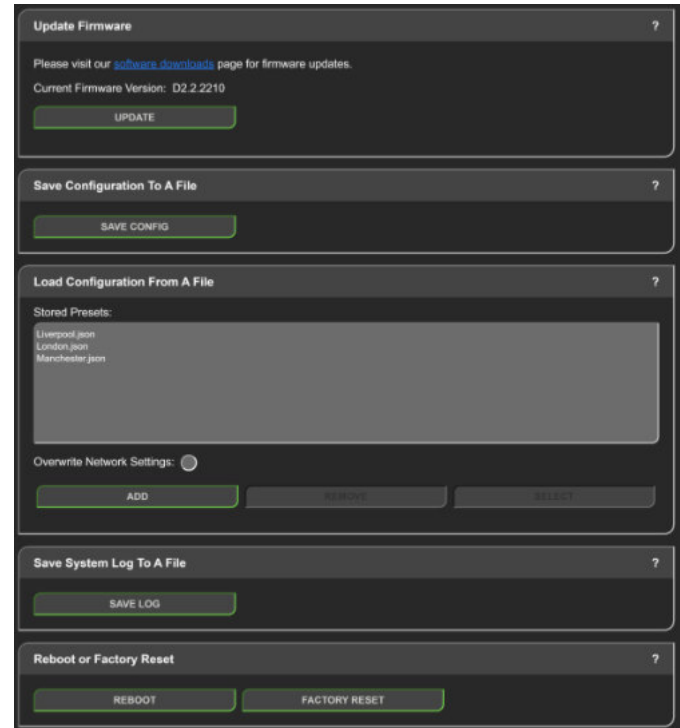 Update Firmware ?
Please visit our software downloads page for firmware updates.
Current Firmware Version: D2.2.2210
UPDATE
Save Configuration To A File ?
SAVE CONFIG
Load Configuration From A File ?
Stored Presets:
Liverpool.json
London.json
Manchester.json
Overwrite Network Settings:
ADD REMOVE SELECT
Save System Log To A File ?
SAVE LOG
Reboot or Factory Reset ?
REBOOT FACTORY RESET